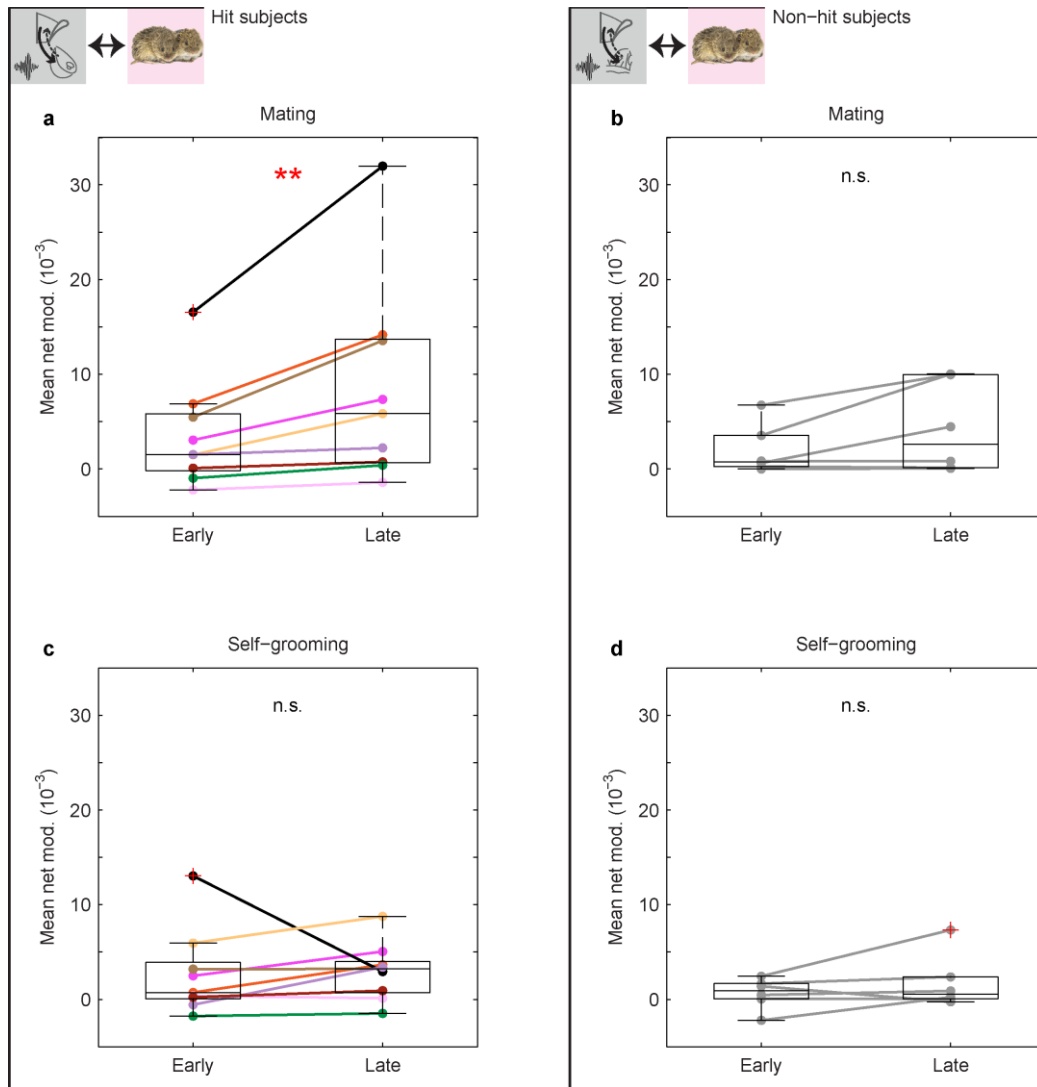 Hit subjects
Non−hit subjects
a
Mating
**
Mean net mod. (10⁻³)
30
20
10
0
Early
Late
b
Mating
n.s.
Mean net mod. (10⁻³)
30
20
10
0
Early
Late
c
Self−grooming
n.s.
Mean net mod. (10⁻³)
30
20
10
0
Early
Late
d
Self−grooming
n.s.
Mean net mod. (10⁻³)
30
20
10
0
Early
Late